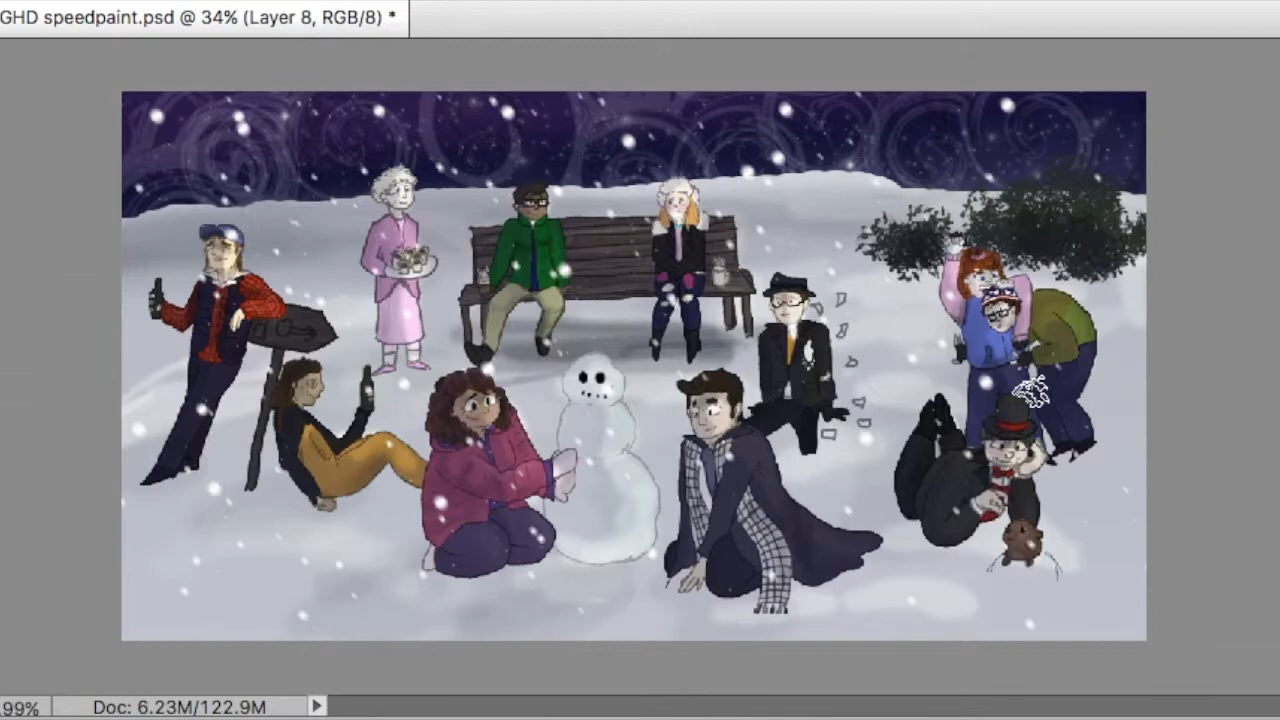 GHD speedpaint.psd @ 34% (Layer 8, RGB/8) *
.99% Doc: 6.23M/122.9M